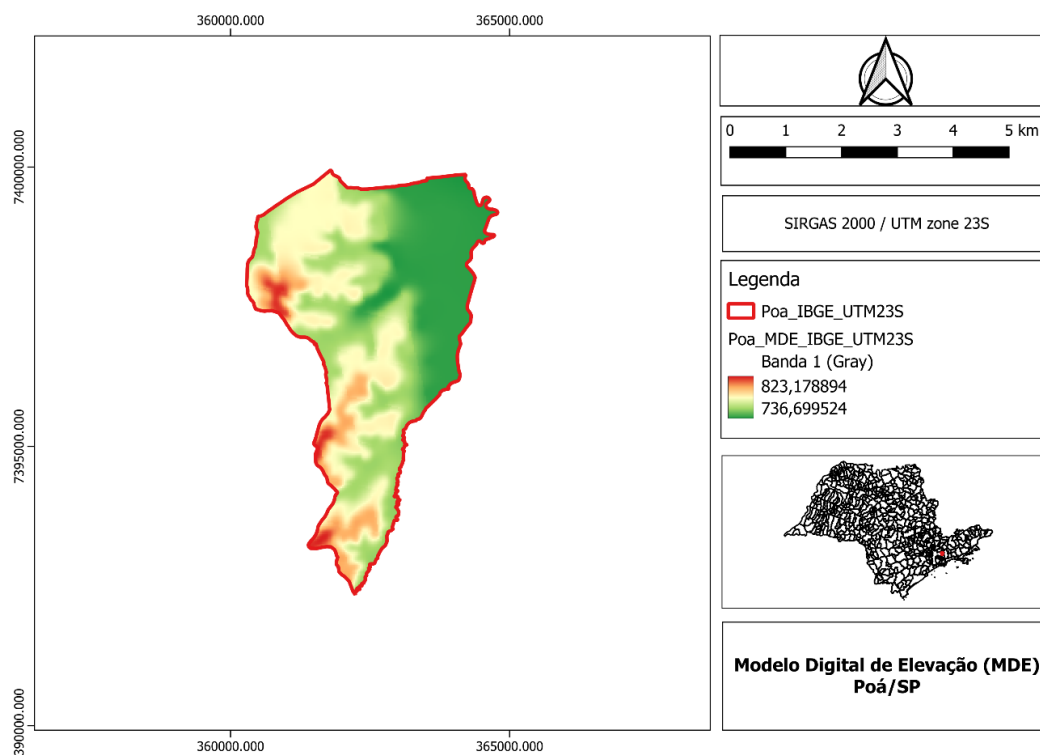 360000.000
365000.000
7400000.000
7395000.000
390000.000
360000.000
365000.000
0 1 2 3 4 5 km
SIRGAS 2000 / UTM zone 23S
Legenda
Poa_IBGE_UTM23S
Poa_MDE_IBGE_UTM23S
Banda 1 (Gray)
823,178894
736,699524
Modelo Digital de Elevação (MDE)
Poá/SP